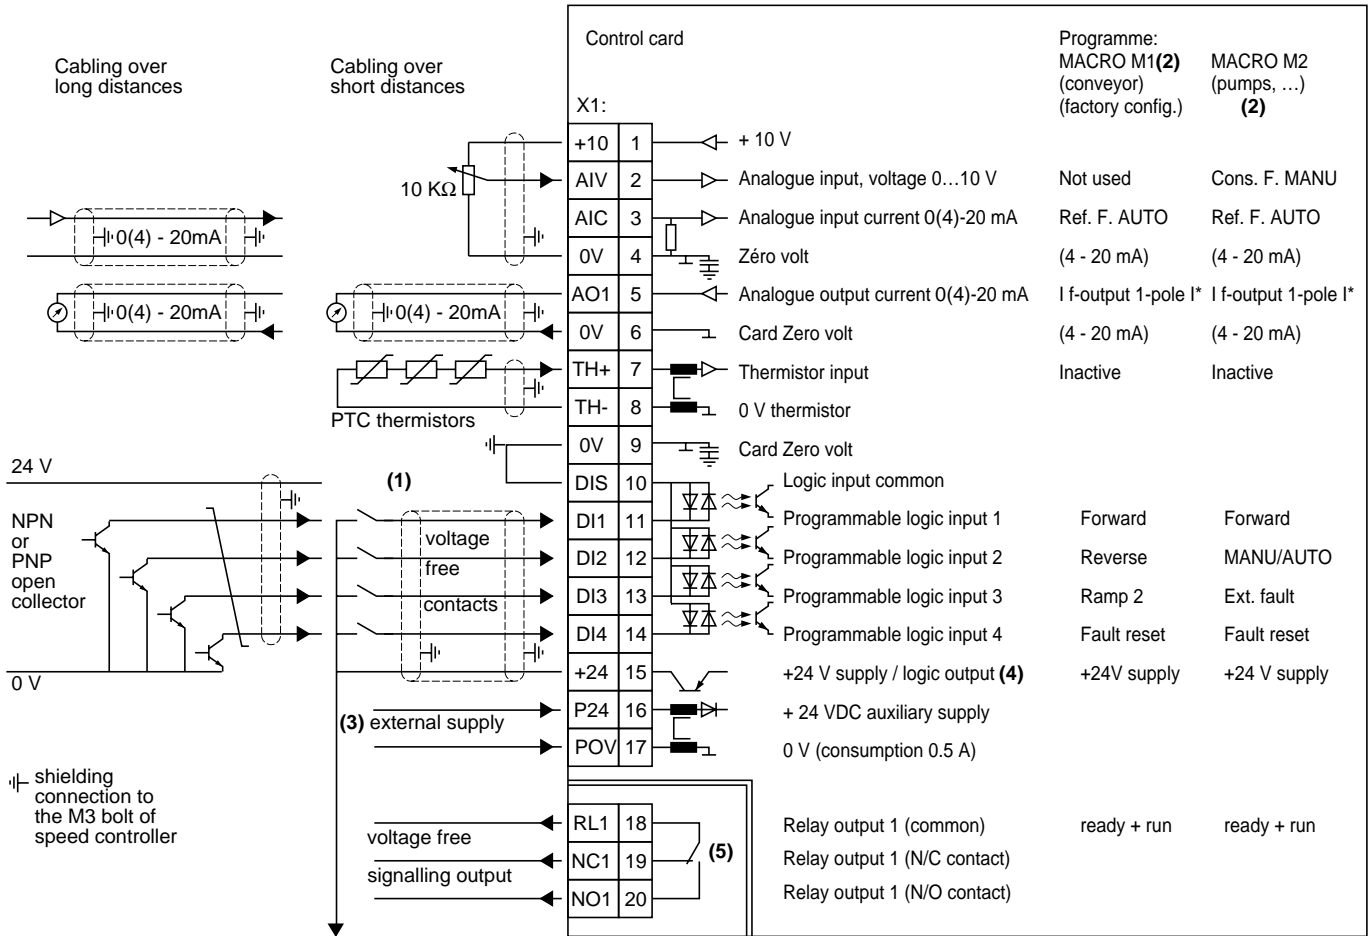 Control card
Programme:
MACRO M1(2)
(conveyor)
(factory config.)
MACRO M2
(pumps, …)
(2)
Cabling over
long distances
Cabling over
short distances
X1:
+10 1 + 10 V
10 KΩ
AIV 2 Analogue input, voltage 0…10 V Not used Cons. F. MANU
0(4) - 20mA
AIC 3 Analogue input current 0(4)-20 mA Ref. F. AUTO Ref. F. AUTO
0V 4 Zéro volt (4 - 20 mA) (4 - 20 mA)
0(4) - 20mA 0(4) - 20mA
AO1 5 Analogue output current 0(4)-20 mA I f-output 1-pole I* I f-output 1-pole I*
0V 6 Card Zero volt (4 - 20 mA) (4 - 20 mA)
TH+ 7 Thermistor input Inactive Inactive
TH- 8 0 V thermistor
PTC thermistors
0V 9 Card Zero volt
24 V
(1)
DIS 10 Logic input common
NPN
or
PNP
open
collector
voltage
free
contacts
DI1 11 Programmable logic input 1 Forward Forward
DI2 12 Programmable logic input 2 Reverse MANU/AUTO
DI3 13 Programmable logic input 3 Ramp 2 Ext. fault
DI4 14 Programmable logic input 4 Fault reset Fault reset
0 V
+24 15 +24 V supply / logic output (4) +24V supply +24 V supply
(3) external supply
P24 16 + 24 VDC auxiliary supply
POV 17 0 V (consumption 0.5 A)
shielding
connection to
the M3 bolt of
speed controller
voltage free
signalling output
RL1 18 Relay output 1 (common) ready + run ready + run
NC1 19 (5) Relay output 1 (N/C contact)
NO1 20 Relay output 1 (N/O contact)